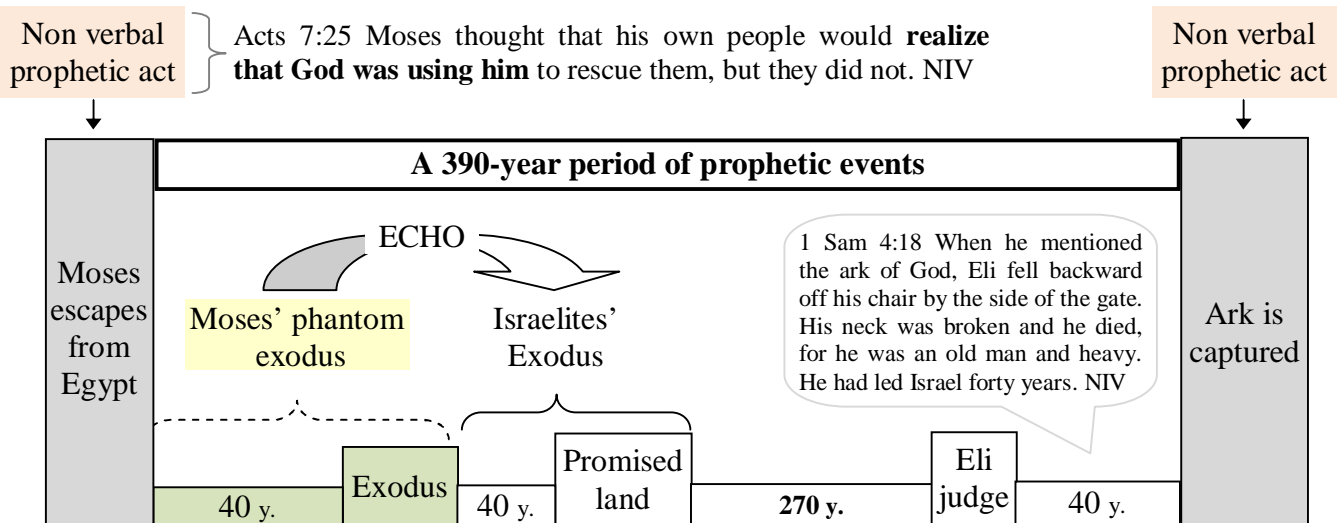 Non verbal
prophetic act
Acts 7:25 Moses thought that his own people would realize
that God was using him to rescue them, but they did not. NIV
Non verbal
prophetic act
A 390-year period of prophetic events
Moses
escapes
from
Egypt
ECHO
Moses’ phantom
exodus
Israelites’
Exodus
1 Sam 4:18 When he mentioned
the ark of God, Eli fell backward
off his chair by the side of the gate.
His neck was broken and he died,
for he was an old man and heavy.
He had led Israel forty years. NIV
Ark is
captured
40 y.
Exodus
40 y.
Promised
land
270 y.
Eli
judge
40 y.